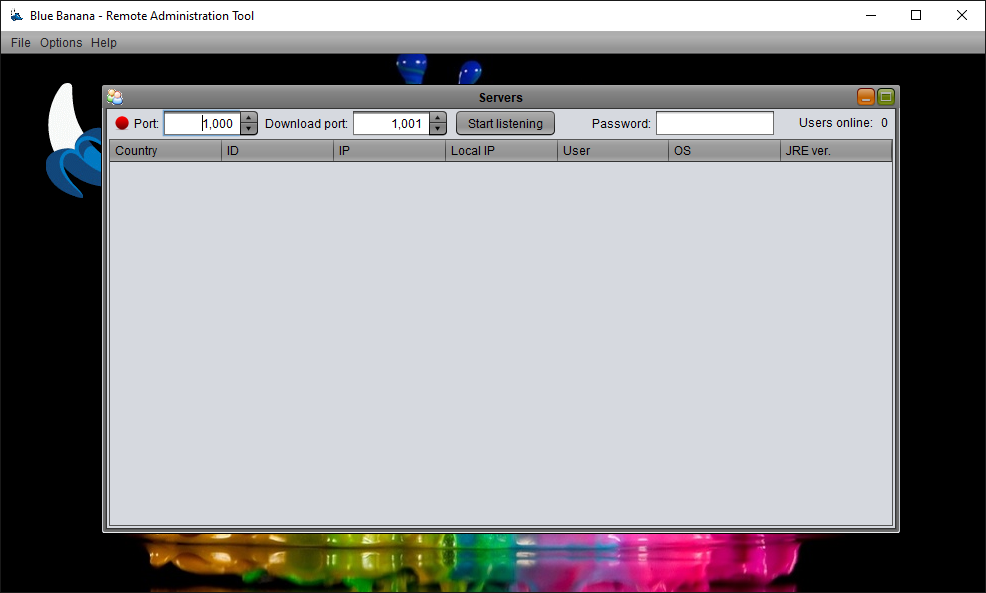 Blue Banana - Remote Administration Tool
File Options Help
Servers
Port: 1,000 Download port: 1,001 Start listening Password: Users online: 0
Country ID IP Local IP User OS JRE ver.